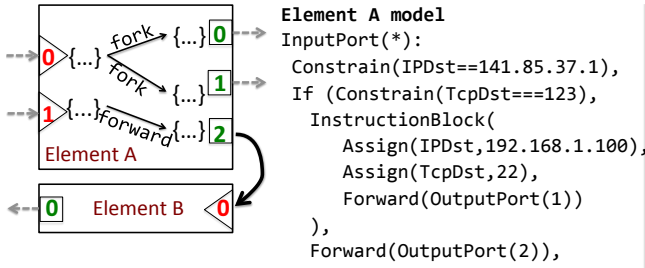 fork
{...} 0
0 {...}
fork
{...} 1
1 {...}
forward
{...} 2
Element A
0 Element B 0
Element A model
InputPort(*):
Constrain(IPDst==141.85.37.1),
If (Constrain(TcpDst===123),
InstructionBlock(
Assign(IPDst,192.168.1.100),
Assign(TcpDst,22),
Forward(OutputPort(1))
),
Forward(OutputPort(2)),